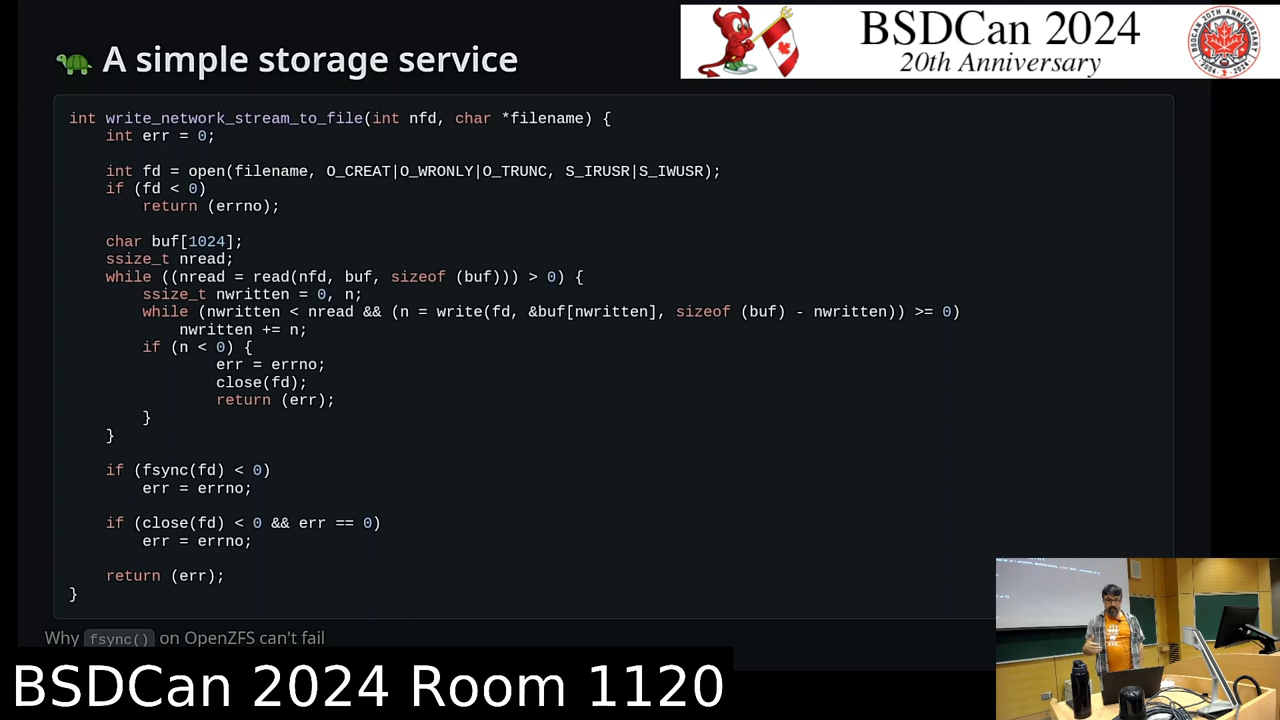 A simple storage service
BSDCan 2024
20th Anniversary
int write_network_stream_to_file(int nfd, char *filename) {
    int err = 0;
    int fd = open(filename, O_CREAT|O_WRONLY|O_TRUNC, S_IRUSR|S_IWUSR);
    if (fd < 0)
        return (errno);
    char buf[1024];
    ssize_t nread;
    while ((nread = read(nfd, buf, sizeof (buf))) > 0) {
        ssize_t nwritten = 0, n;
        while (nwritten < nread && (n = write(fd, &buf[nwritten], sizeof (buf) - nwritten)) >= 0)
            nwritten += n;
        if (n < 0) {
                err = errno;
                close(fd);
                return (err);
        }
    }
    if (fsync(fd) < 0)
        err = errno;
    if (close(fd) < 0 && err == 0)
        err = errno;
    return (err);
}
Why fsync() on OpenZFS can't fail
BSDCan 2024 Room 1120